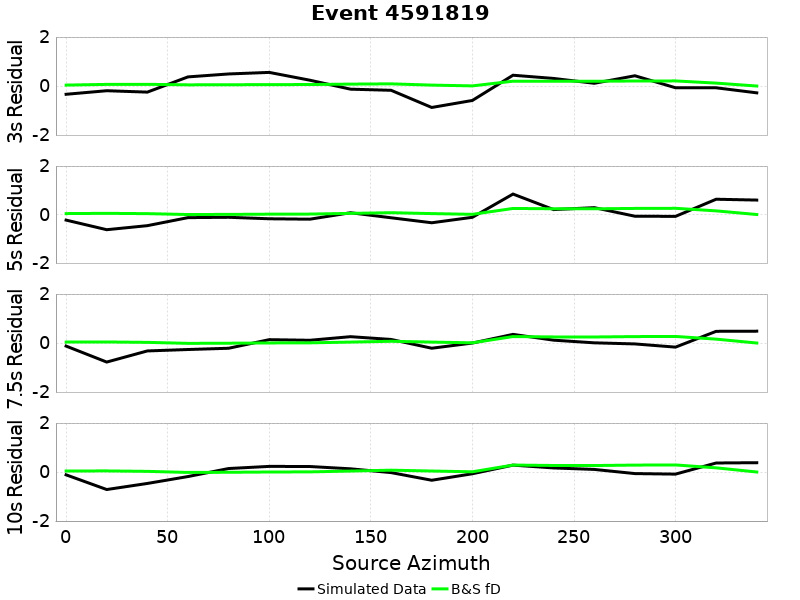 Event 4591819
3s Residual
2
0
-2
5s Residual
2
0
-2
7.5s Residual
2
0
-2
10s Residual
2
0
-2
0 50 100 150 200 250 300
Source Azimuth
Simulated Data B&S fD